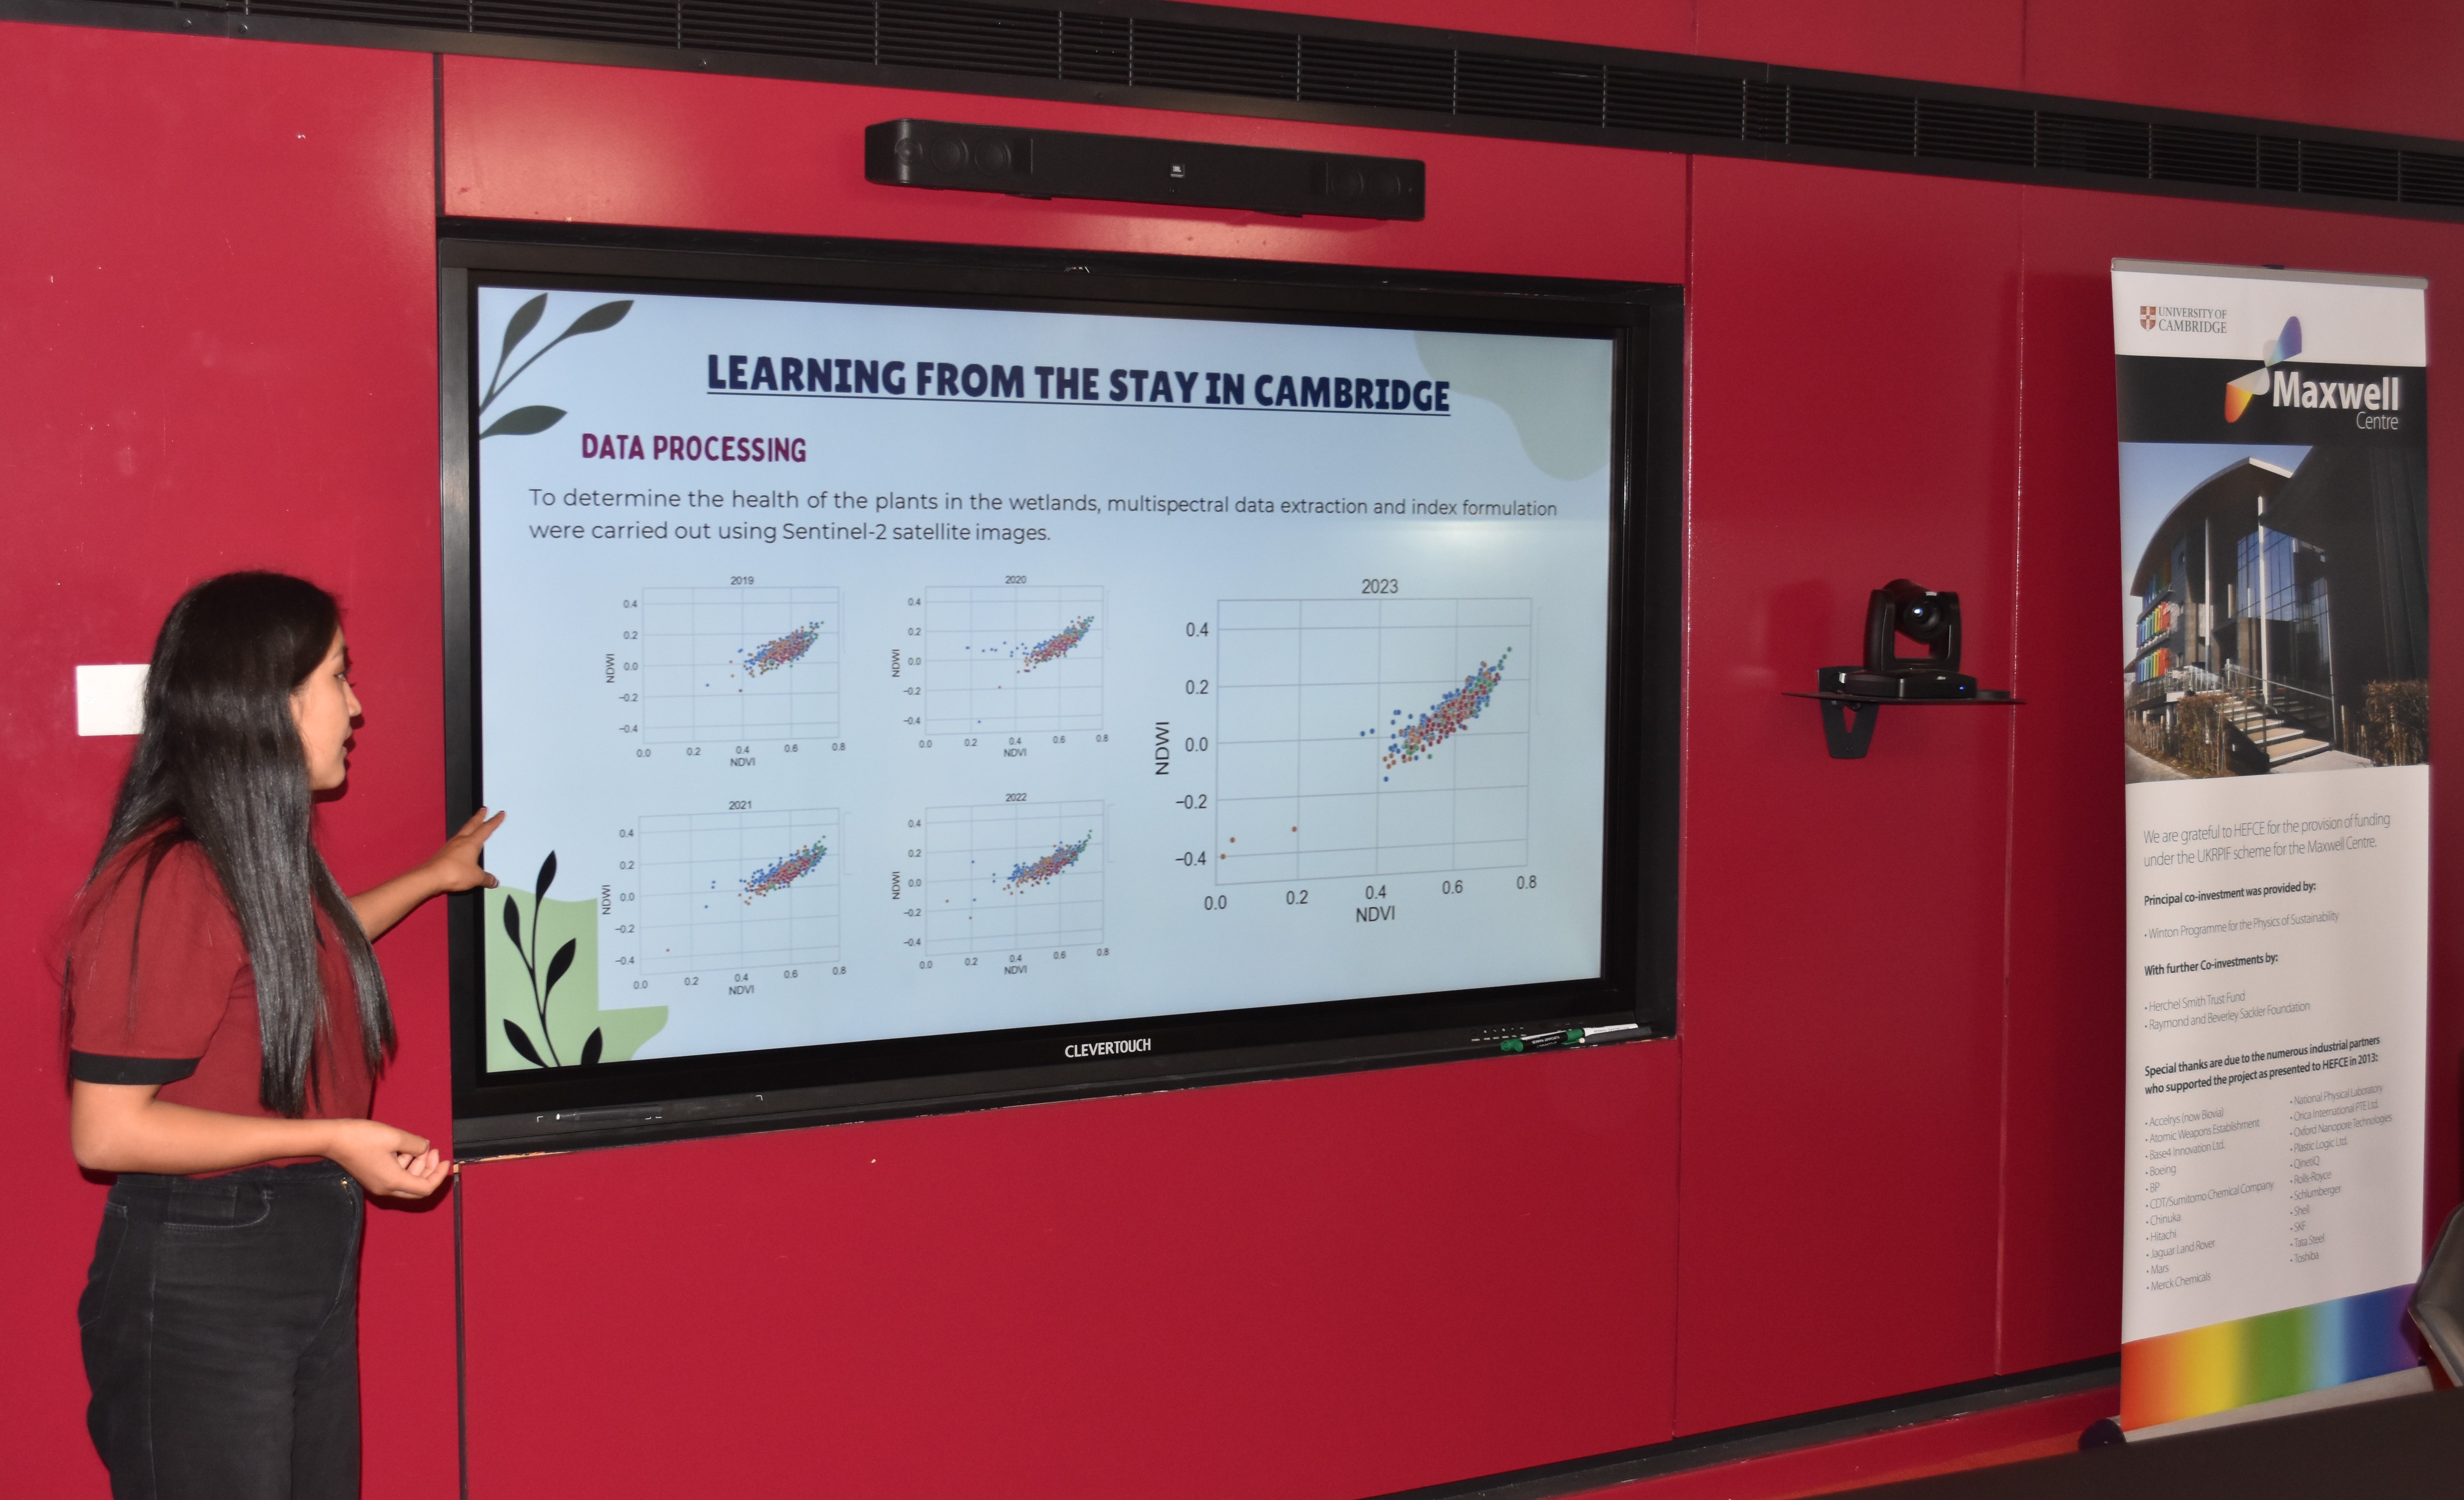 JBL
LEARNING FROM THE STAY IN CAMBRIDGE
DATA PROCESSING
To determine the health of the plants in the wetlands, multispectral data extraction and index formulation
were carried out using Sentinel-2 satellite images.
2019
0.4
0.2
0.0
−0.2
−0.4
NDWI
0.0 0.2 0.4 0.6 0.8
NDVI
2020
0.4
0.2
0.0
−0.2
−0.4
NDWI
0.0 0.2 0.4 0.6 0.8
NDVI
2021
0.4
0.2
0.0
−0.2
−0.4
NDWI
0.0 0.2 0.4 0.6 0.8
NDVI
2022
0.4
0.2
0.0
−0.2
−0.4
NDWI
0.0 0.2 0.4 0.6 0.8
NDVI
2023
0.4
0.2
0.0
−0.2
−0.4
NDWI
0.0 0.2 0.4 0.6 0.8
NDVI
CLEVERTOUCH
UNIVERSITY OF
CAMBRIDGE
Maxwell
Centre
We are grateful to HEFCE for the provision of funding
under the UKRPIF scheme for the Maxwell Centre.
Principal co-investment was provided by:
• Winton Programme for the Physics of Sustainability
With further Co-investments by:
• Herchel Smith Trust Fund
• Raymond and Beverley Sackler Foundation
Special thanks are due to the numerous industrial partners
who supported the project as presented to HEFCE in 2013:
• Accelrys (now Biovia)
• Atomic Weapons Establishment
• Base4 Innovation Ltd.
• Boeing
• BP
• CDT/Sumitomo Chemical Company
• Chinuka
• Hitachi
• Jaguar Land Rover
• Mars
• Merck Chemicals
• National Physical Laboratory
• Orica International PTE Ltd.
• Oxford Nanopore Technologies
• Plastic Logic Ltd.
• QinetiQ
• Rolls-Royce
• Schlumberger
• Shell
• SKF
• Tata Steel
• Toshiba